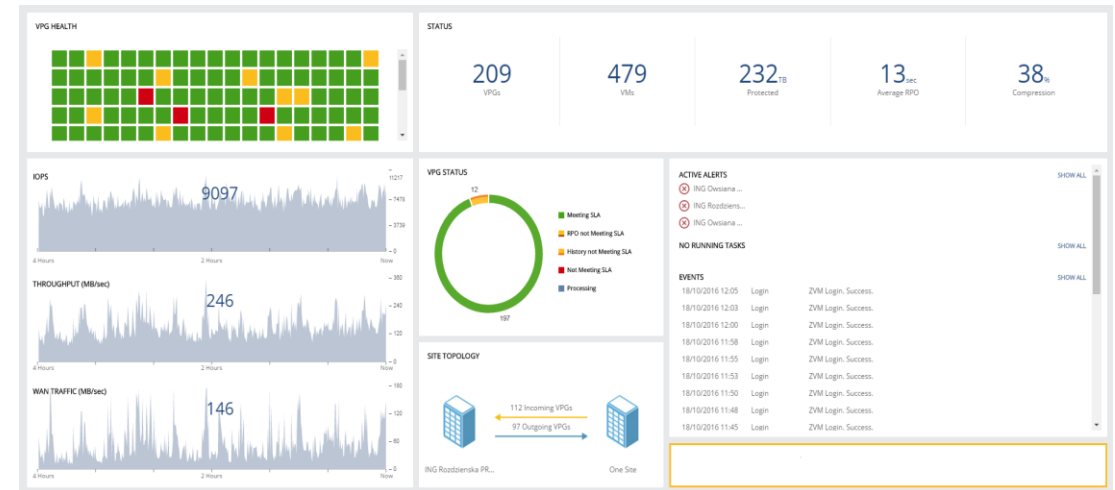 VPG HEALTH
STATUS
209
VPGs
479
VMs
232 TB
Protected
13 sec
Average RPO
38 %
Compression
IOPS
9097
11217
7478
3739
0
4 Hours
2 Hours
Now
THROUGHPUT (MB/sec)
246
360
240
120
0
4 Hours
2 Hours
Now
WAN TRAFFIC (MB/sec)
146
160
120
80
0
4 Hours
2 Hours
Now
VPG STATUS
12
197
Meeting SLA
RPO not Meeting SLA
History not Meeting SLA
Not Meeting SLA
Processing
SITE TOPOLOGY
112 Incoming VPGs
97 Outgoing VPGs
ING Rozdzienska PR...
One Site
ACTIVE ALERTS SHOW ALL
ING Owsiana ...
ING Rozdziens...
ING Owsiana ...
NO RUNNING TASKS SHOW ALL
EVENTS SHOW ALL
18/10/2016 12:05 Login ZVM Login. Success.
18/10/2016 12:03 Login ZVM Login. Success.
18/10/2016 12:00 Login ZVM Login. Success.
18/10/2016 11:58 Login ZVM Login. Success.
18/10/2016 11:55 Login ZVM Login. Success.
18/10/2016 11:53 Login ZVM Login. Success.
18/10/2016 11:50 Login ZVM Login. Success.
18/10/2016 11:48 Login ZVM Login. Success.
18/10/2016 11:45 Login ZVM Login. Success.